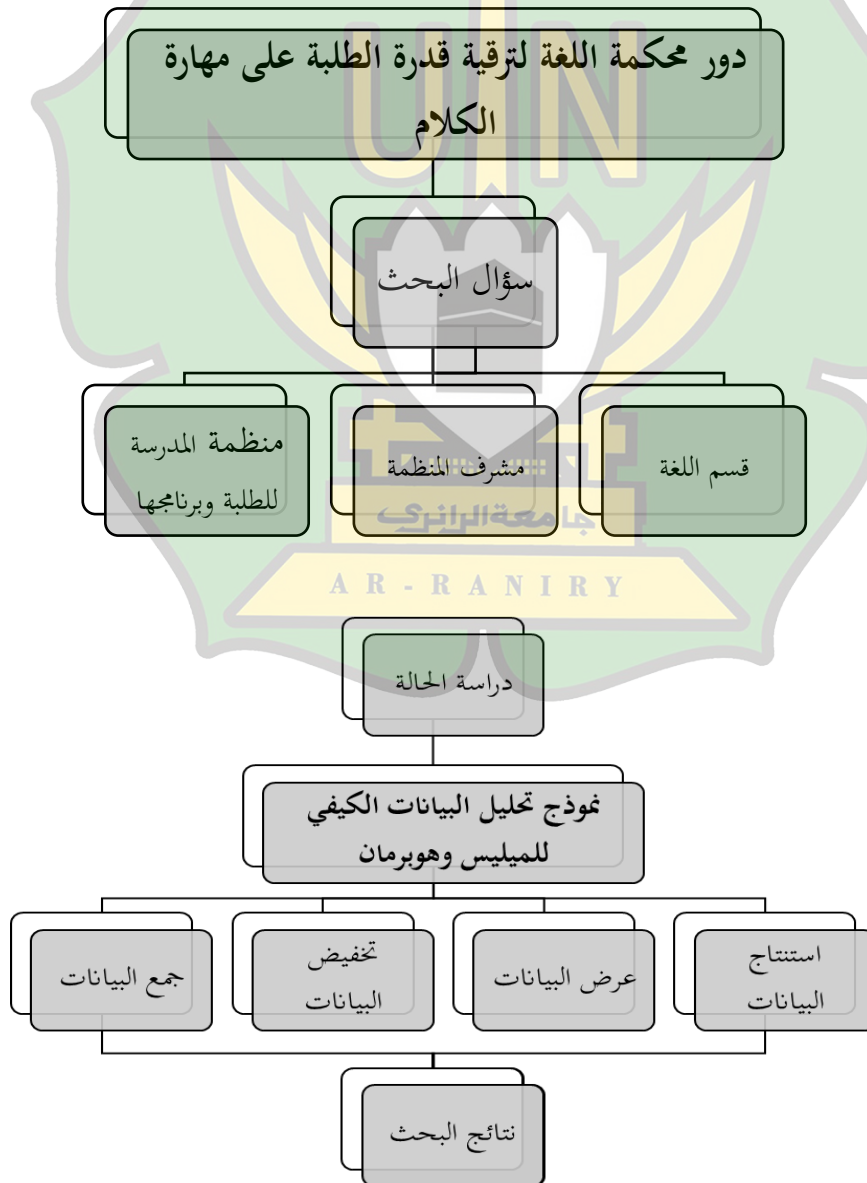 دور محكمة اللغة لترقية قدرة الطلبة على مهارة
الكلام
UIN
سؤال البحث
قسم اللغة
مشرف المنظمة
منظمة المدرسة
للطلبة وبرنامجها
جامعة الرانري
AR-RANIRY
دراسة الحالة
نموذج تحليل البيانات الكيفي
للميليس وهوبرمان
استنتاج
البيانات
عرض البيانات
تخفيض
البيانات
جمع البيانات
نتائج البحث